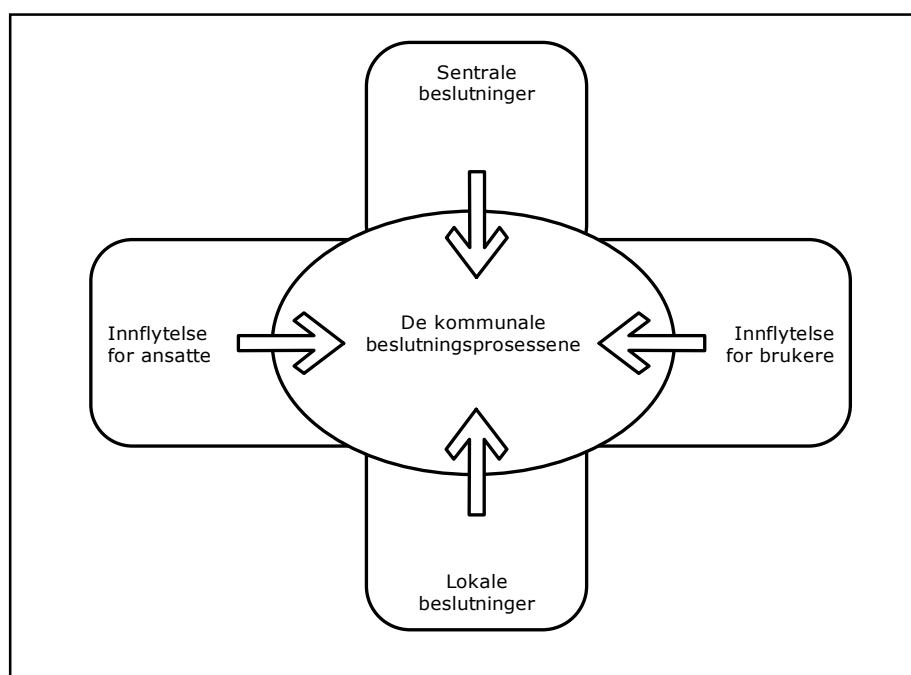 Sentrale
beslutninger
Innflytelse
for ansatte
De kommunale
beslutningsprosessene
Innflytelse
for brukere
Lokale
beslutninger